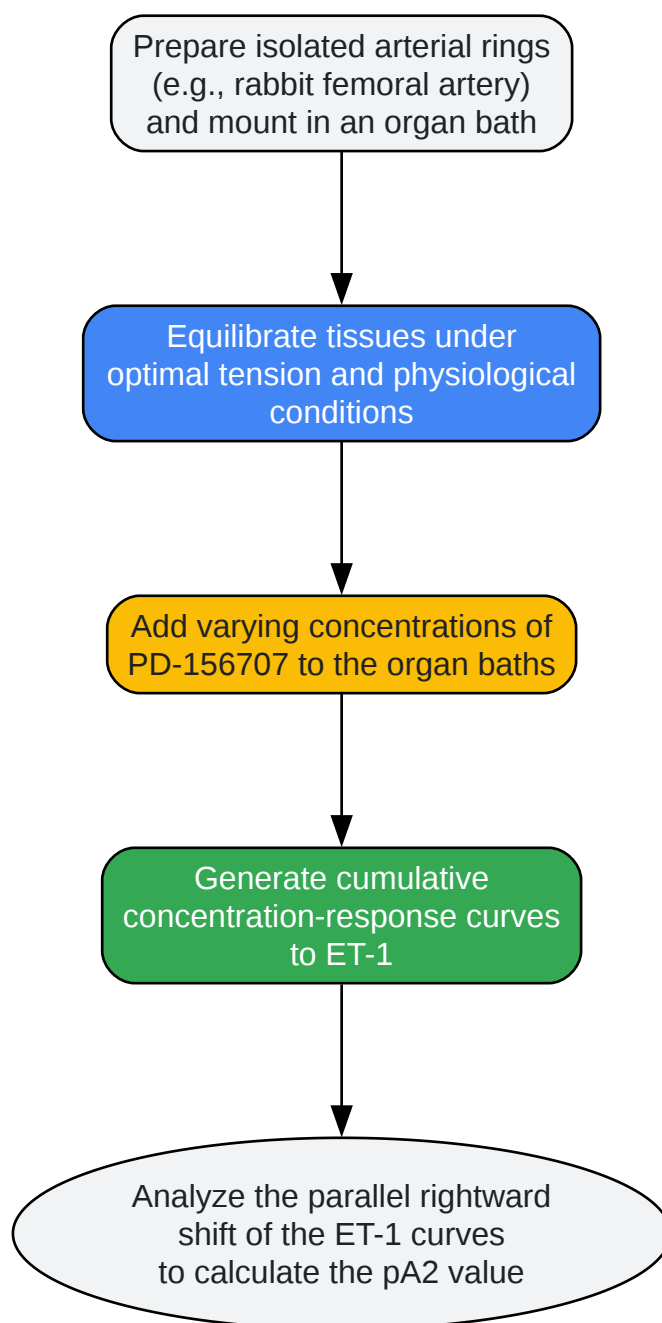 Prepare isolated arterial rings
(e.g., rabbit femoral artery)
and mount in an organ bath
Equilibrate tissues under
optimal tension and physiological
conditions
Add varying concentrations of
PD-156707 to the organ baths
Generate cumulative
concentration-response curves
to ET-1
Analyze the parallel rightward
shift of the ET-1 curves
to calculate the pA2 value